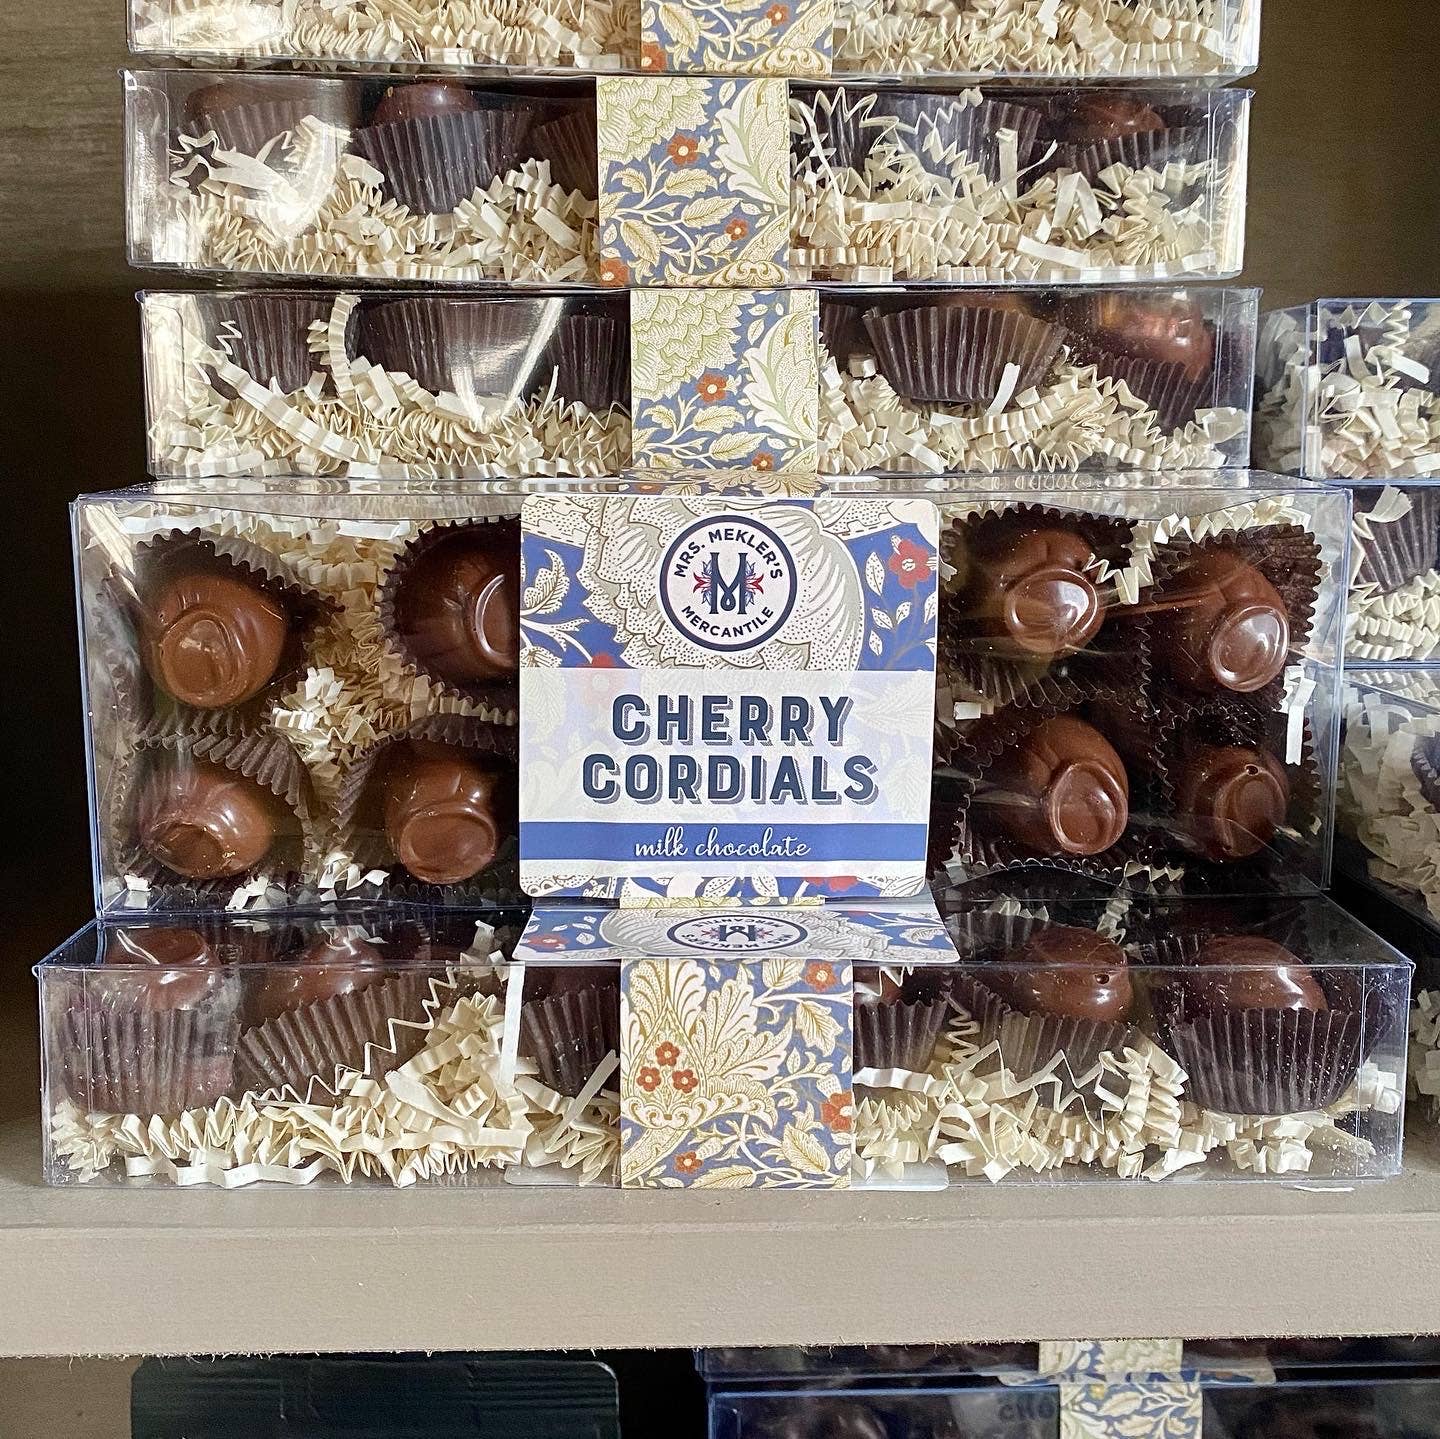 MRS. MEKLER'S
M
MERCANTILE
CHERRY
CORDIALS
milk chocolate